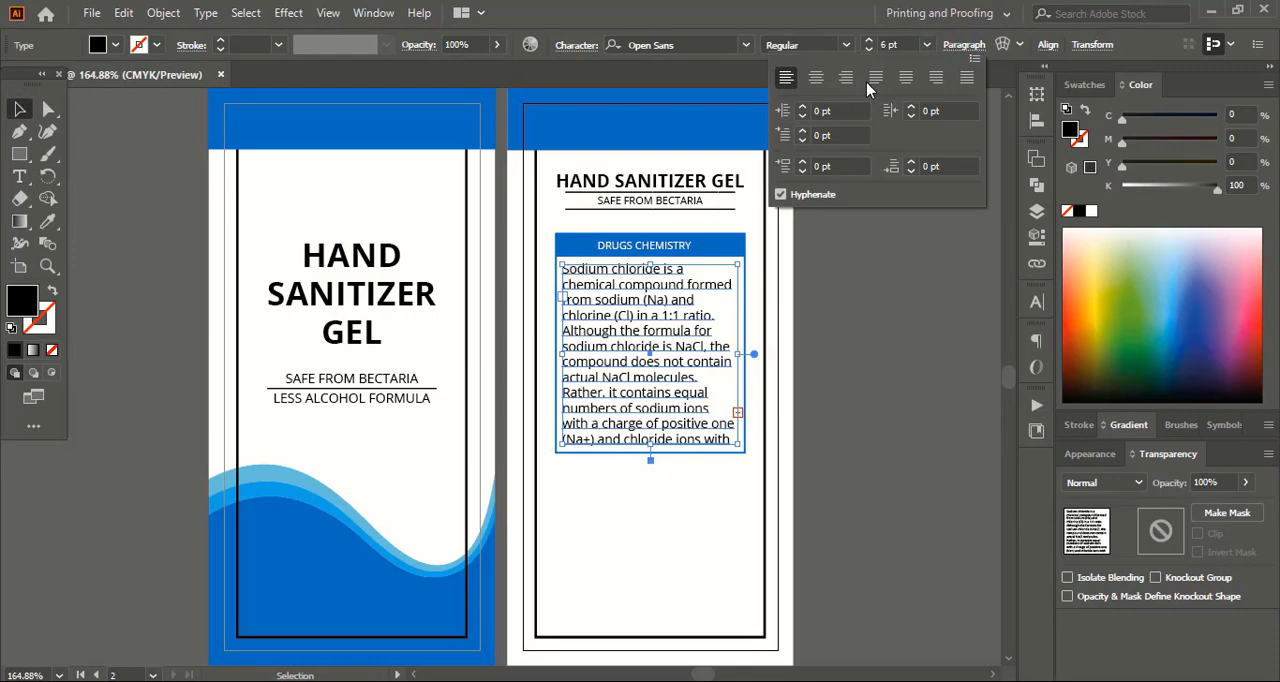 Ai File Edit Object Type Select Effect View Window Help Printing and Proofing Search Adobe Stock
Type Stroke: Opacity: 100% Character: Open Sans Regular 6 pt Paragraph Align Transform
@ 164.88% (CMYK/Preview)
0 pt 0 pt
0 pt
0 pt 0 pt
Hyphenate
HAND
SANITIZER
GEL
SAFE FROM BECTARIA
LESS ALCOHOL FORMULA
HAND SANITIZER GEL
SAFE FROM BECTARIA
DRUGS CHEMISTRY
Sodium chloride is a
chemical compound formed
from sodium (Na) and
chlorine (Cl) in a 1:1 ratio.
Although the formula for
sodium chloride is NaCl, the
compound does not contain
actual NaCl molecules.
Rather, it contains equal
numbers of sodium ions
with a charge of positive one
(Na+) and chloride ions with
Swatches Color
C 0 %
M 0 %
Y 0 %
K 100 %
Stroke Gradient Brushes Symbol:
Appearance Transparency
Normal Opacity: 100%
Make Mask
Clip
Invert Mask
Isolate Blending Knockout Group
Opacity & Mask Define Knockout Shape
164.88% 2 Selection